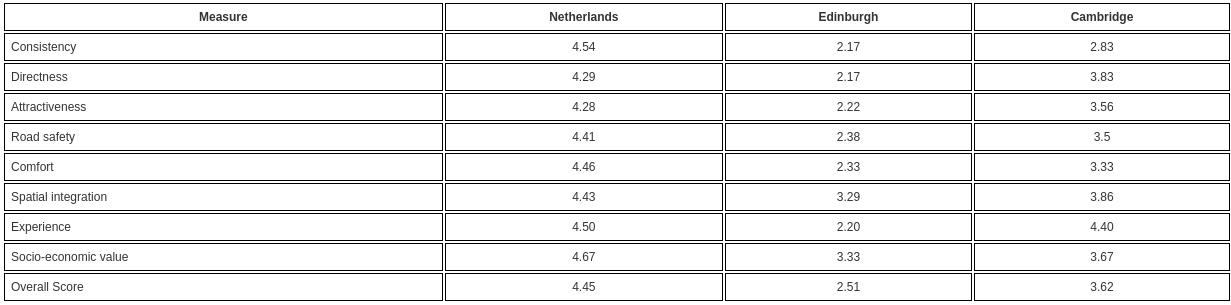 Measure Netherlands Edinburgh Cambridge
Consistency 4.54 2.17 2.83
Directness 4.29 2.17 3.83
Attractiveness 4.28 2.22 3.56
Road safety 4.41 2.38 3.5
Comfort 4.46 2.33 3.33
Spatial integration 4.43 3.29 3.86
Experience 4.50 2.20 4.40
Socio-economic value 4.67 3.33 3.67
Overall Score 4.45 2.51 3.62